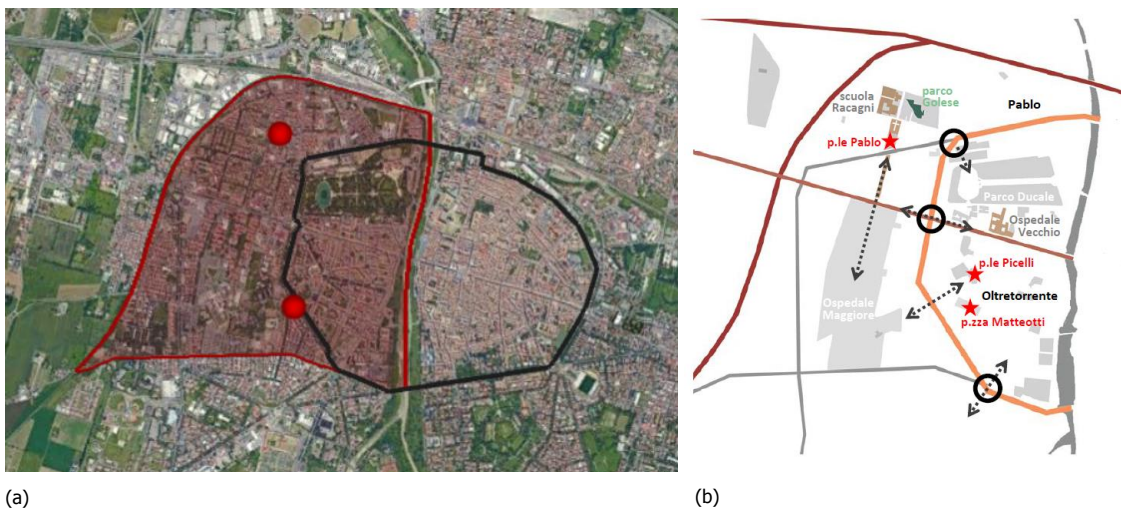 scuola
Racagni
parco
Golese
Pablo
p.le Pablo
Parco Ducale
Ospedale
Vecchio
p.le Picelli
Ospedale
Maggiore
Oltretorrente
p.zza Matteotti
(a)
(b)